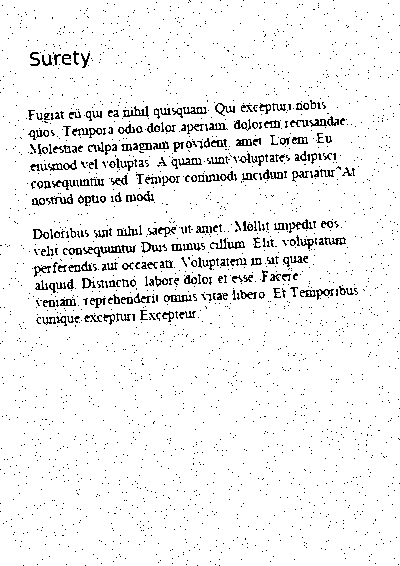 Surety
Fugiat eu qui ea nihil quisquam. Qui excepturi nobis
quos. Tempora odio dolor aperiam, dolorem recusandae.
Molestiae culpa magnam provident, amet. Lorem. Eu
eiusmod vel voluptas. A quam sunt voluptates adipisci
consequuntur sed. Tempor commodi incidunt pariatur. At
nostrud optio id modi.
Doloribus sint nihil saepe ut amet.. Mollit impedit eos,
velit consequuntur Duis minus cillum. Elit, voluptatum
perferendis aut occaecati. Voluptatem in sit quae
aliquid. Distinctio, labore dolor et esse. Facere
veniam, reprehenderit omnis vitae libero. Et Temporibus
cumque excepturi Excepteur.